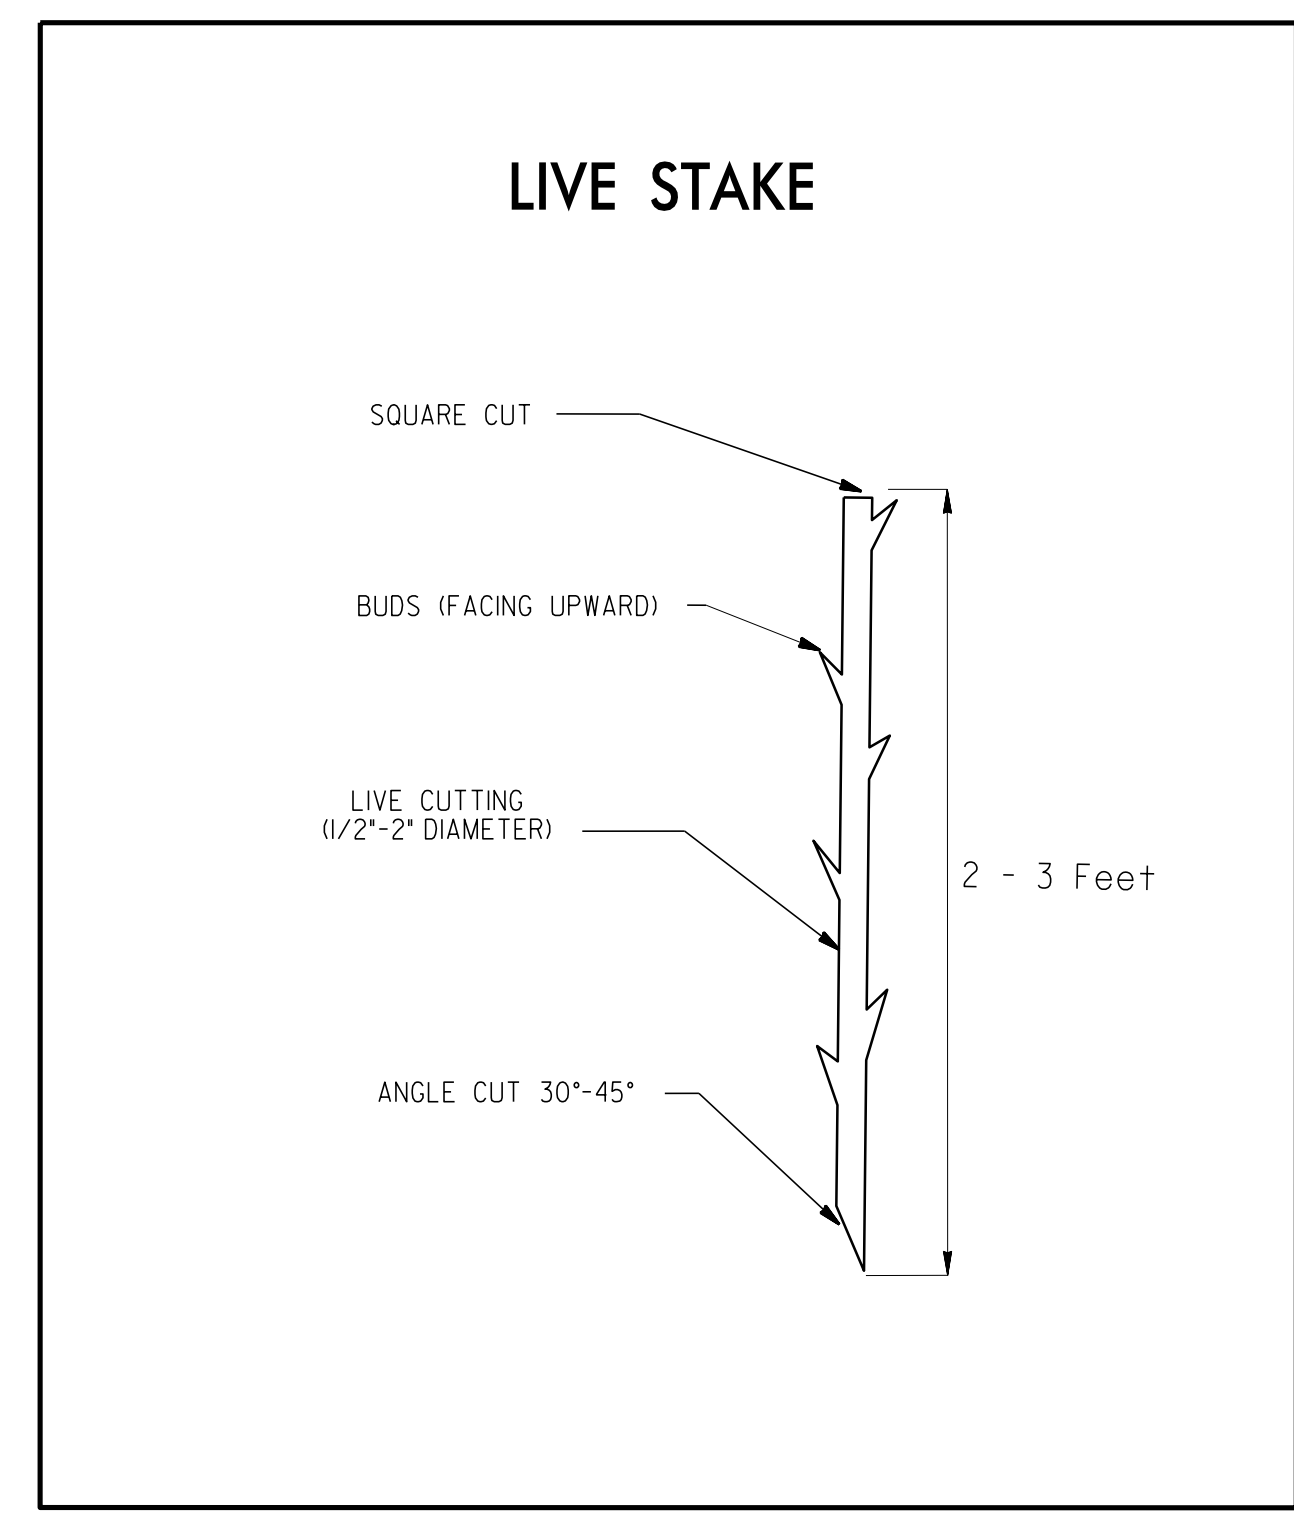 LIVE STAKE
SQUARE CUT
BUDS (FACING UPWARD)
LIVE CUTTING
(1/2"-2" DIAMETER)
2 - 3 Feet
ANGLE CUT 30°-45°